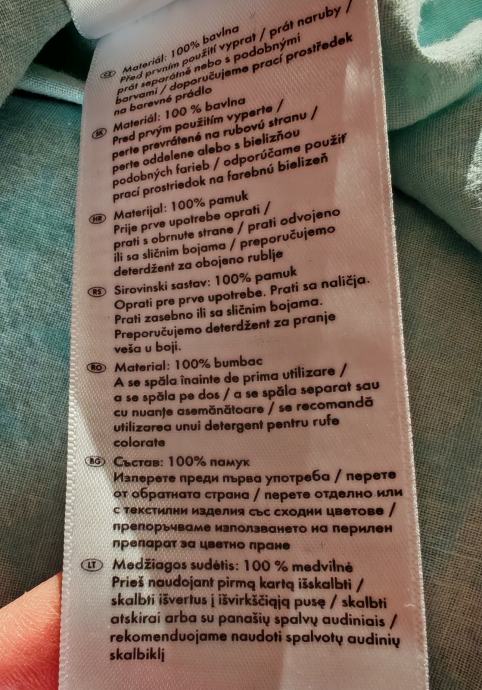 CZ Materiál: 100% bavlna
Před prvním použití vyprat / prát naruby /
prát separátně nebo s podobnými
barvami / doporučujeme prací prostředek
na barevné prádlo
SK Materiál: 100 % bavlna
Pred prvým použitím vyperte /
perte prevrátené na rubovú stranu /
perte oddelene alebo s bielizňou
podobných farieb / odporúčame použiť
prací prostriedok na farebnú bielizeň
HR Materijal: 100% pamuk
Prije prve upotrebe oprati /
prati s obrnute strane / prati odvojeno
ili sa sličnim bojama / preporučujemo
deterdžent za obojeno rublje
RS Sirovinski sastav: 100% pamuk
Oprati pre prve upotrebe. Prati sa naličja.
Prati zasebno ili sa sličnim bojama.
Preporučujemo deterdžent za pranje
veša u boji.
RO Material: 100% bumbac
A se spăla înainte de prima utilizare /
a se spăla pe dos / a se spăla separat sau
cu nuanțe asemănătoare / se recomandă
utilizarea unui detergent pentru rufe
colorate
BG Състав: 100% памук
Изперете преди първа употреба / перете
от обратната страна / перете отделно или
с текстилни изделия със сходни цветове /
препоръчваме използването на перилен
препарат за цветно пране
LT Medžiagos sudėtis: 100 % medvilnė
Prieš naudojant pirmą kartą išskalbti /
skalbti išvertus į išvirkščiąją pusę / skalbti
atskirai arba su panašių spalvų audiniais /
rekomenduojame naudoti spalvotų audinių
skalbiklį